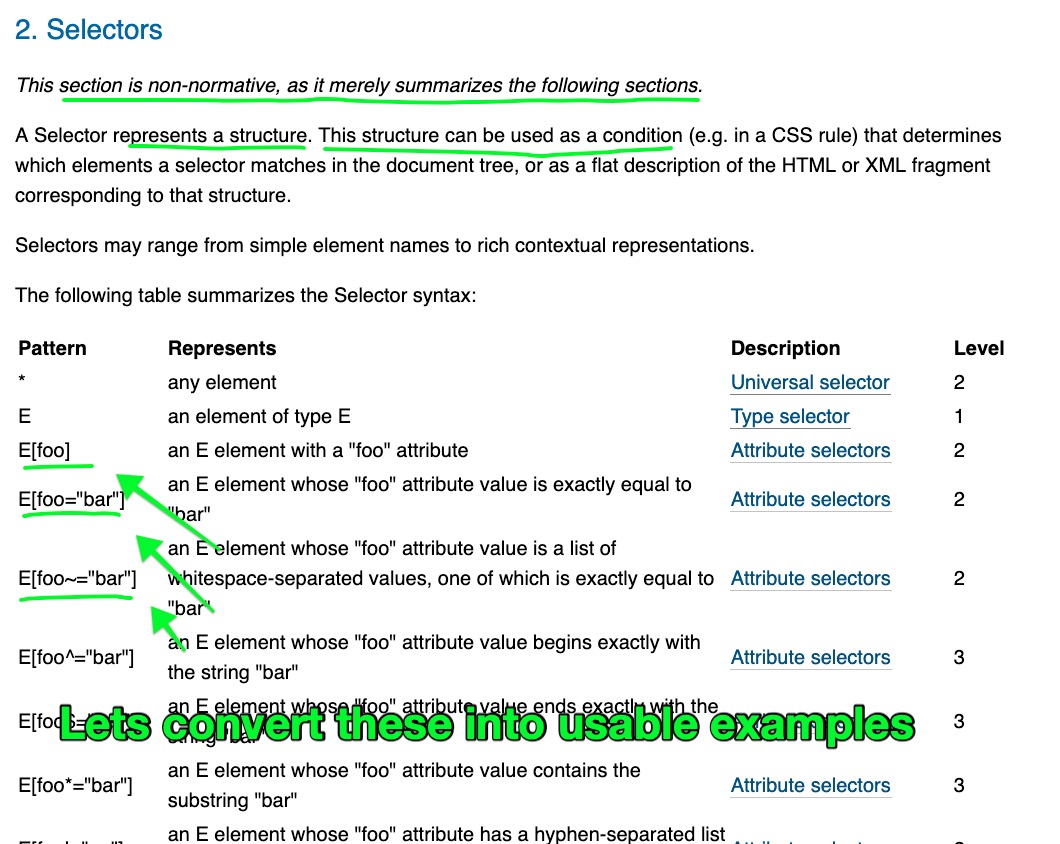 2. Selectors
This section is non-normative, as it merely summarizes the following sections.
A Selector represents a structure. This structure can be used as a condition (e.g. in a CSS rule) that determines
which elements a selector matches in the document tree, or as a flat description of the HTML or XML fragment
corresponding to that structure.
Selectors may range from simple element names to rich contextual representations.
The following table summarizes the Selector syntax:
Pattern Represents Description Level
* any element Universal selector 2
E an element of type E Type selector 1
E[foo] an E element with a "foo" attribute Attribute selectors 2
E[foo="bar"] an E element whose "foo" attribute value is exactly equal to
"bar" Attribute selectors 2
an E element whose "foo" attribute value is a list of
E[foo~="bar"] whitespace-separated values, one of which is exactly equal to Attribute selectors 2
"bar"
E[foo^="bar"] an E element whose "foo" attribute value begins exactly with
the string "bar" Attribute selectors 3
an E element whose "foo" attribute value ends exactly with the
Lets convert these into usable examples
3
E[foo*="bar"] an E element whose "foo" attribute value contains the
substring "bar" Attribute selectors 3
an E element whose "foo" attribute has a hyphen-separated list